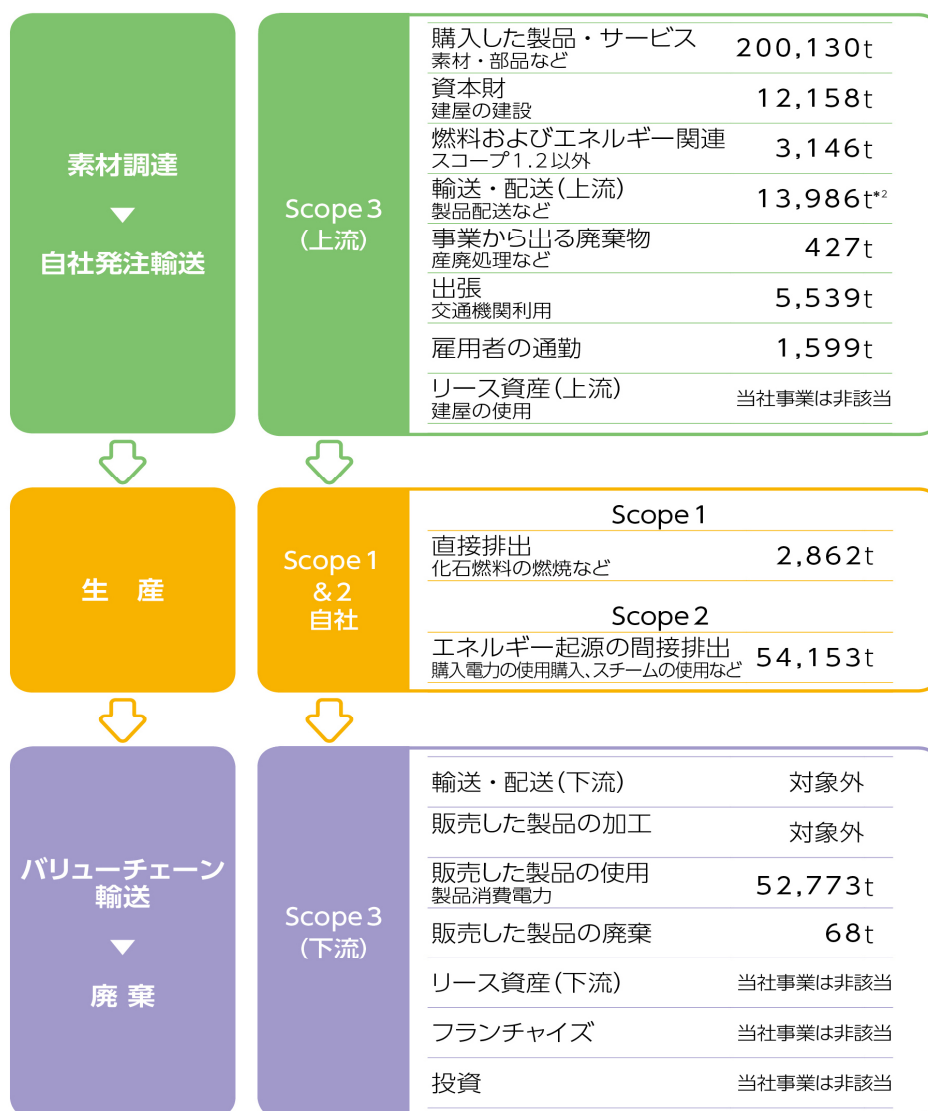 素材調達
▼
自社発注輸送
Scope 3
(上流)
購入した製品・サービス 200,130t
素材・部品など
資本財 12,158t
建屋の建設
燃料およびエネルギー関連 3,146t
スコープ1.2以外
輸送・配送(上流) 13,986t*2
製品配送など
事業から出る廃棄物 427t
産廃処理など
出張 5,539t
交通機関利用
雇用者の通勤 1,599t
リース資産(上流) 当社事業は非該当
建屋の使用
生 産
Scope 1
& 2
自社
Scope 1
直接排出 2,862t
化石燃料の燃焼など
Scope 2
エネルギー起源の間接排出 54,153t
購入電力の使用購入、スチームの使用など
バリューチェーン
輸送
▼
廃 棄
Scope 3
(下流)
輸送・配送(下流) 対象外
販売した製品の加工 対象外
販売した製品の使用 52,773t
製品消費電力
販売した製品の廃棄 68t
リース資産(下流) 当社事業は非該当
フランチャイズ 当社事業は非該当
投資 当社事業は非該当